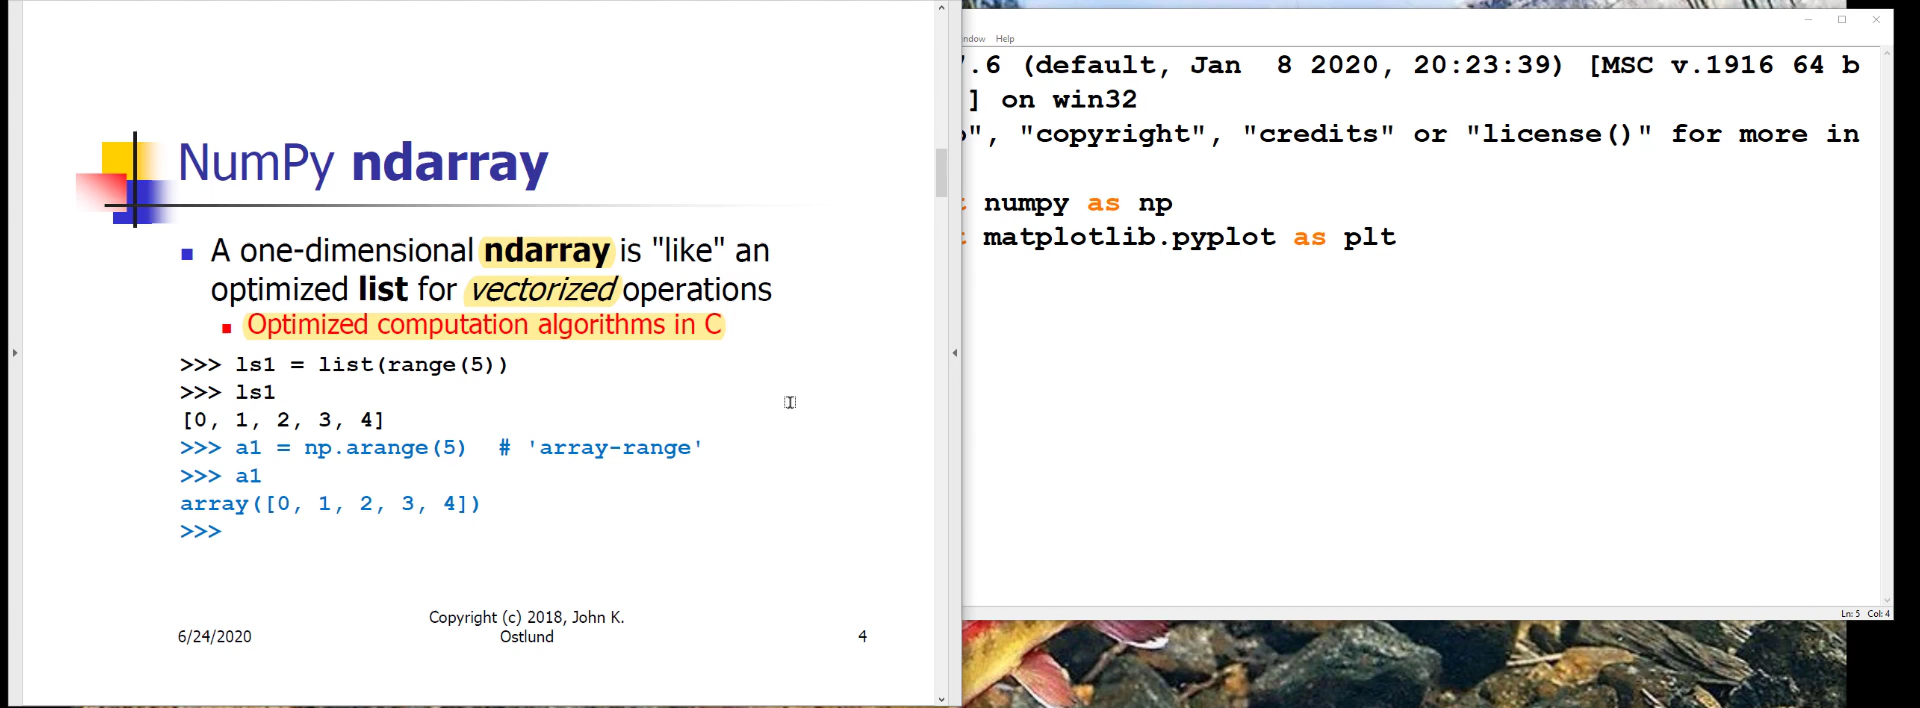 NumPy ndarray
A one-dimensional ndarray is "like" an
optimized list for vectorized operations
Optimized computation algorithms in C
>>> ls1 = list(range(5))
>>> ls1
[0, 1, 2, 3, 4]
>>> a1 = np.arange(5)  # 'array-range'
>>> a1
array([0, 1, 2, 3, 4])
>>>
Copyright (c) 2018, John K.
Ostlund
6/24/2020
4
Help
.6 (default, Jan  8 2020, 20:23:39) [MSC v.1916 64 b
] on win32
", "copyright", "credits" or "license()" for more in
numpy as np
matplotlib.pyplot as plt
Ln: 5 Col: 4